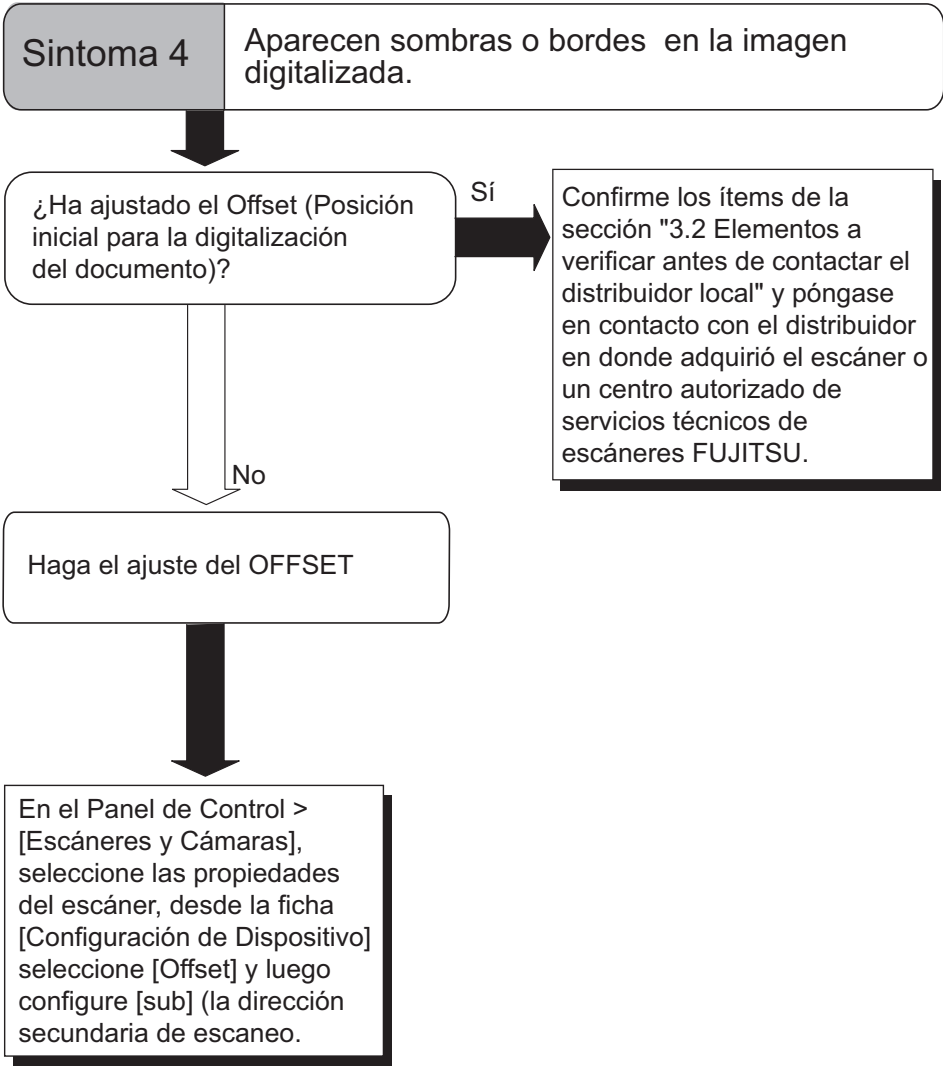 Sintoma 4
Aparecen sombras o bordes en la imagen
digitalizada.
¿Ha ajustado el Offset (Posición
inicial para la digitalización
del documento)?
Sí
Confirme los ítems de la
sección "3.2 Elementos a
verificar antes de contactar el
distribuidor local" y póngase
en contacto con el distribuidor
en donde adquirió el escáner o
un centro autorizado de
servicios técnicos de
escáneres FUJITSU.
No
Haga el ajuste del OFFSET
En el Panel de Control >
[Escáneres y Cámaras],
seleccione las propiedades
del escáner, desde la ficha
[Configuración de Dispositivo]
seleccione [Offset] y luego
configure [sub] (la dirección
secundaria de escaneo.